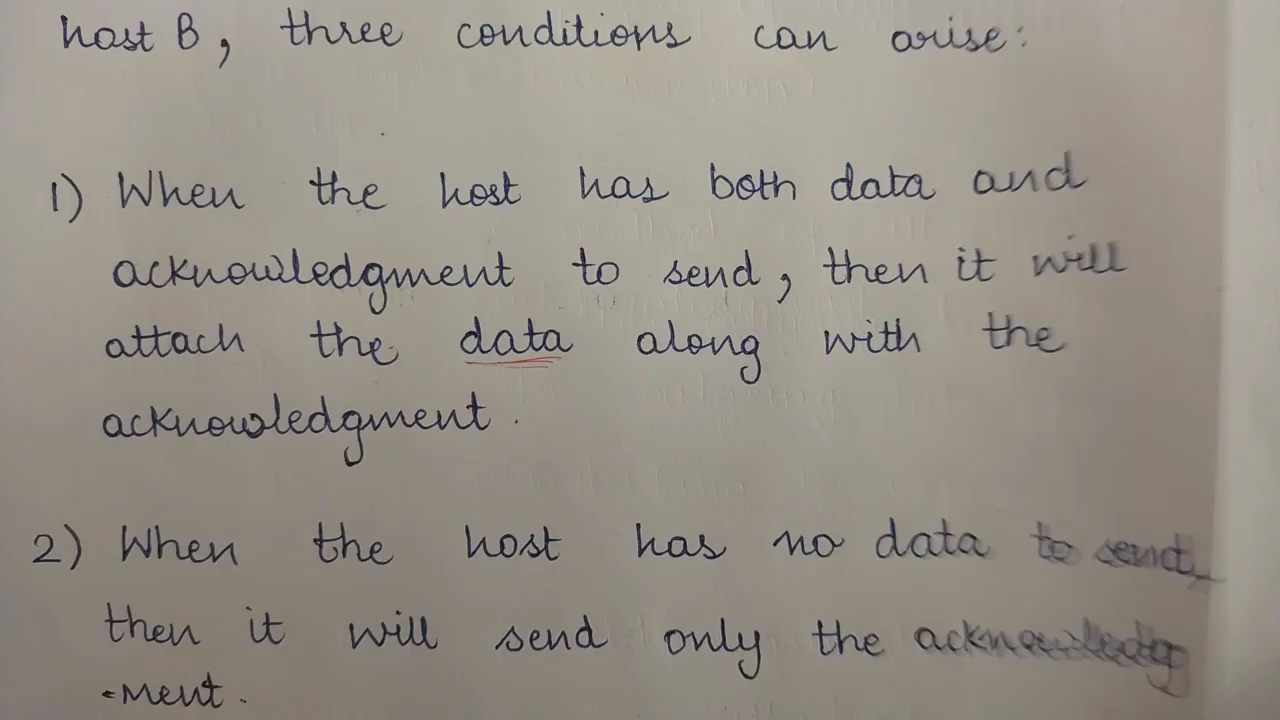 host B, three conditions can arise:
1) When the host has both data and
acknowledgment to send, then it will
attach the data along with the
acknowledgment.
2) When the host has no data to send,
then it will send only the acknowledg
-ment.